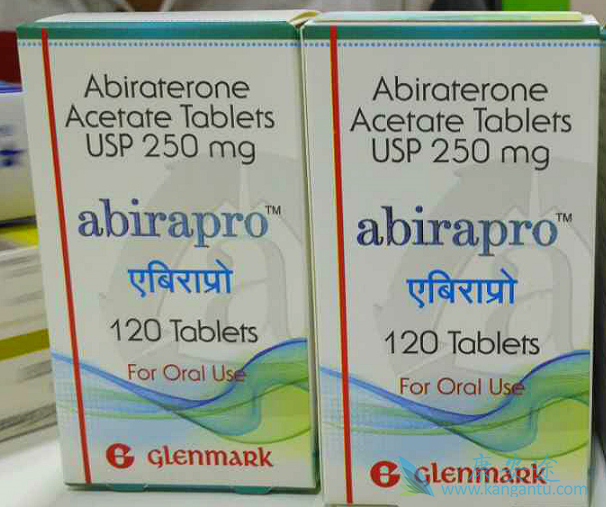 Abiraterone
Acetate Tablets
USP 250 mg
abirapro™
एबिराप्रो
120 Tablets
For Oral Use
GLENMARK
Abiraterone
Acetate Tablets
USP 250 mg
abirapro™
एबिराप्रो
120 Tablets
For Oral Use
GLENMARK
www.kangantu.com